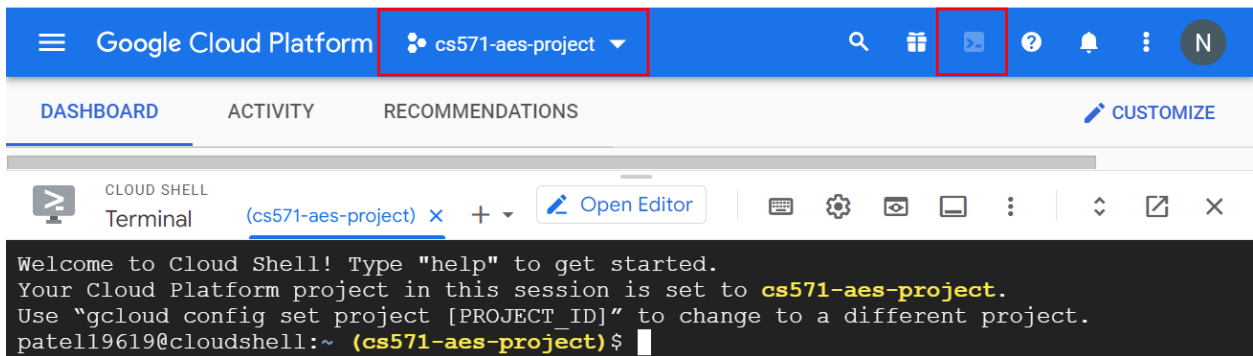 Google Cloud Platform cs571-aes-project N
DASHBOARD ACTIVITY RECOMMENDATIONS CUSTOMIZE
CLOUD SHELL
Terminal (cs571-aes-project) Open Editor
Welcome to Cloud Shell! Type "help" to get started.
Your Cloud Platform project in this session is set to cs571-aes-project.
Use “gcloud config set project [PROJECT_ID]” to change to a different project.
patel19619@cloudshell:~ (cs571-aes-project)$